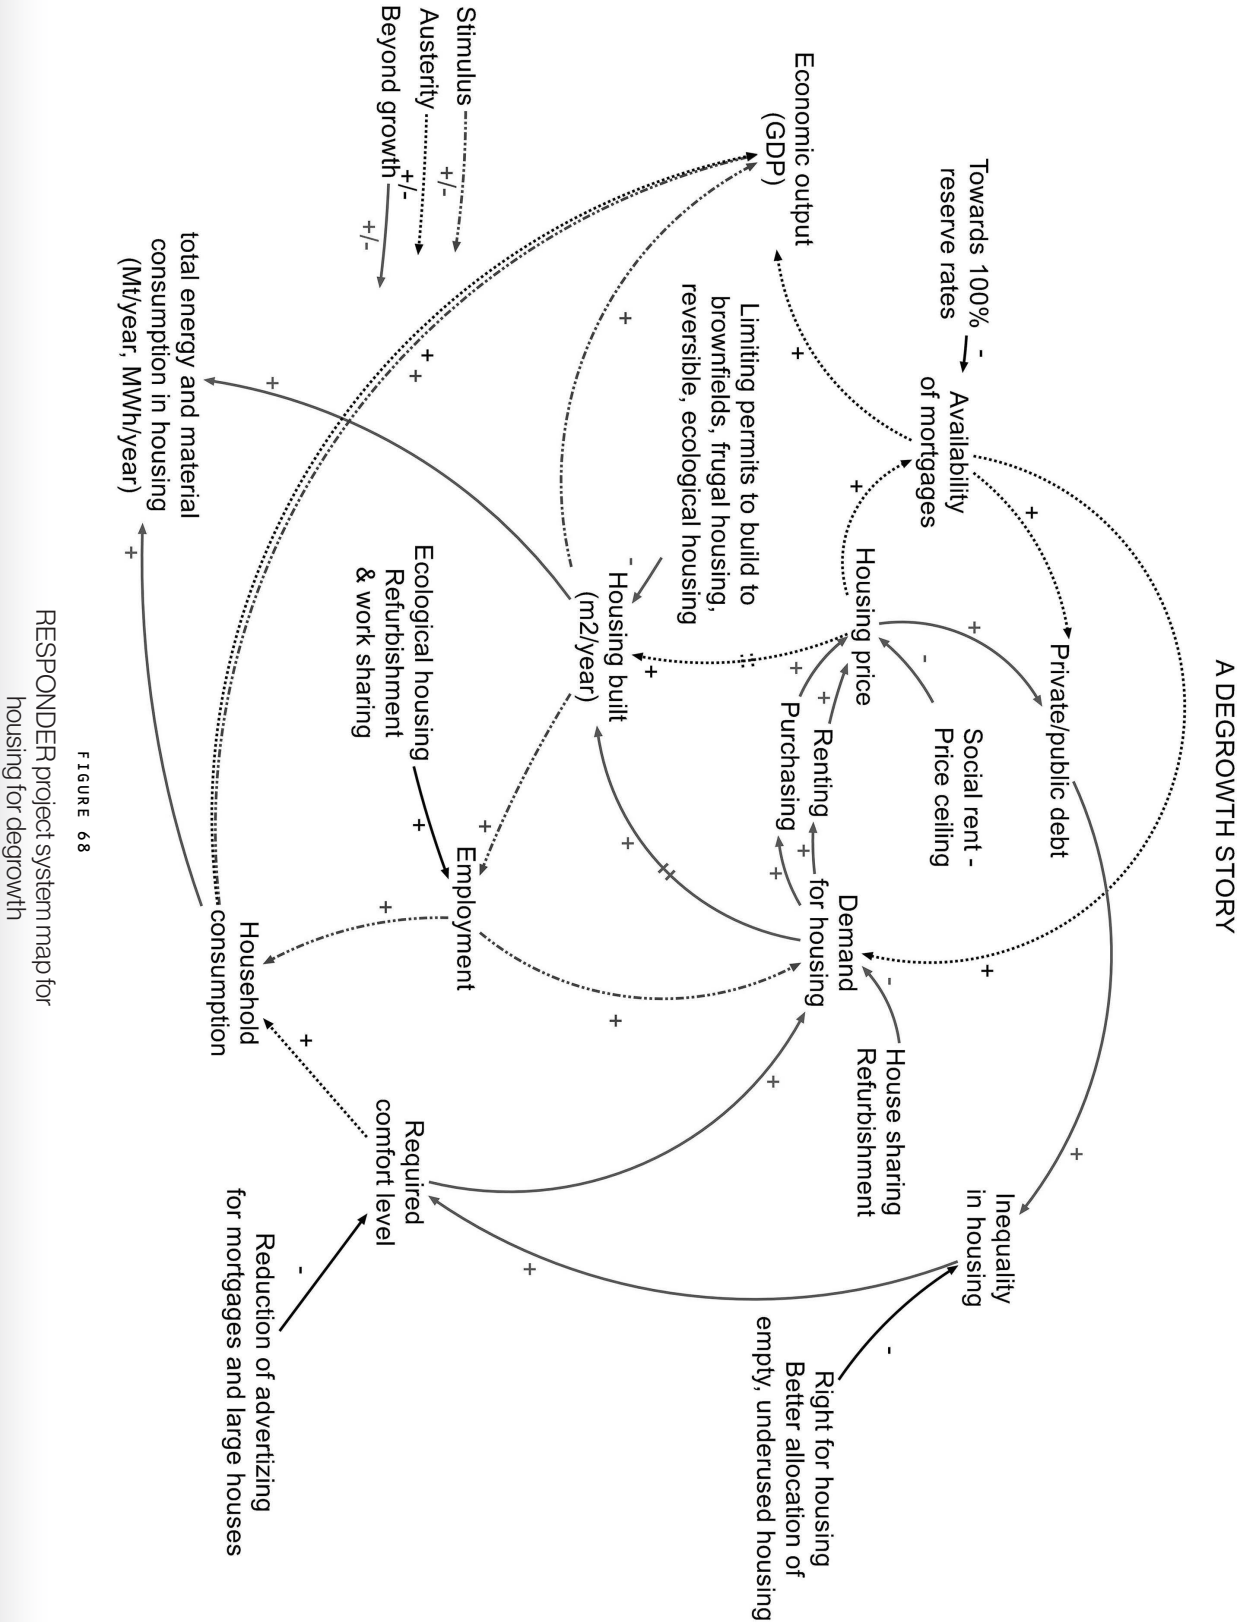 A DEGROWTH STORY
Towards 100%
reserve rates
-
Availability
of mortgages
+
Private/public debt
+
+
Inequality
in housing
-
Right for housing
Better allocation of
empty, underused housing
Economic output
(GDP)
+
+
Housing price
+
-
Social rent -
Price ceiling
+
Renting
+
Purchasing
+
+
Demand
for housing
-
House sharing
Refurbishment
+
Limiting permits to build to
brownfields, frugal housing,
reversible, ecological housing
-
Housing built
(m2/year)
+
+
+
+
+
+
Stimulus
+/-
Austerity
+/-
Beyond growth
+/-
+
+
Ecological housing
Refurbishment
& work sharing
+
Employment
+
Required
comfort level
+
-
Reduction of advertizing
for mortgages and large houses
total energy and material
consumption in housing
(Mt/year, MWh/year)
+
+
Household
consumption
FIGURE 68
RESPONDER project system map for
housing for degrowth